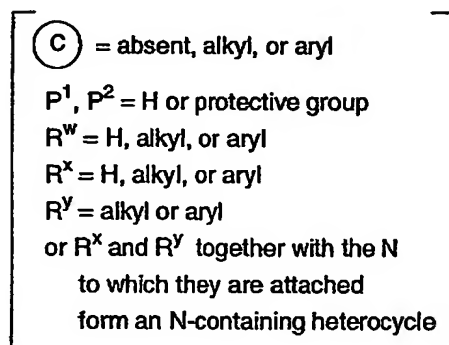 C = absent, alkyl, or aryl
P¹, P² = H or protective group
Rʷ = H, alkyl, or aryl
Rˣ = H, alkyl, or aryl
Rʸ = alkyl or aryl
or Rˣ and Rʸ together with the N
to which they are attached
form an N-containing heterocycle